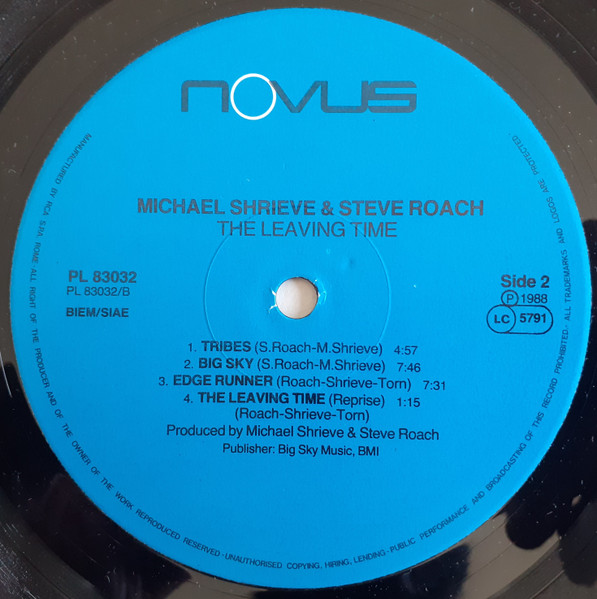 novus
MICHAEL SHRIEVE & STEVE ROACH
THE LEAVING TIME
PL 83032
PL 83032/B
BIEM/SIAE
Side 2
Ⓟ 1988
LC 5791
1. TRIBES (S.Roach-M.Shrieve) 4:57
2. BIG SKY (S.Roach-M.Shrieve) 7:46
3. EDGE RUNNER (Roach-Shrieve-Torn) 7:31
4. THE LEAVING TIME (Reprise) 1:15
(Roach-Shrieve-Torn)
Produced by Michael Shrieve & Steve Roach
Publisher: Big Sky Music, BMI
MANUFACTURED BY RCA S.P.A. ROME. ALL RIGHT OF THE PRODUCER AND OF THE OWNER OF THE WORK REPRODUCED RESERVED - UNAUTHORISED COPYING, HIRING, LENDING - PUBLIC PERFORMANCE AND BROADCASTING OF THIS RECORD PROHIBITED - ALL TRADEMARKS AND LOGOS ARE PROTECTED